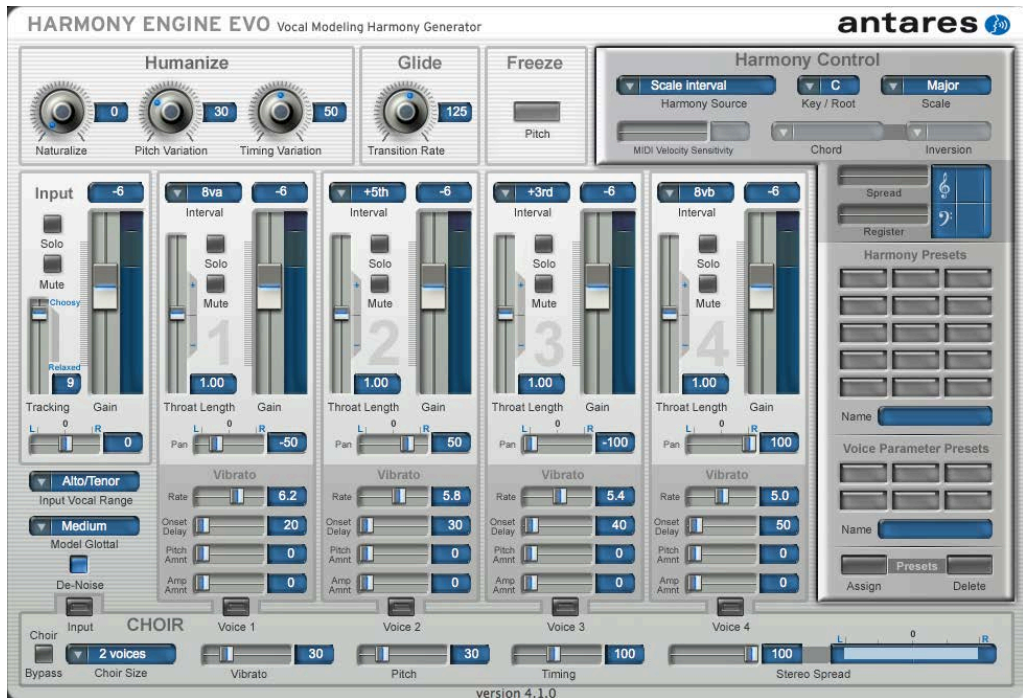 HARMONY ENGINE EVO Vocal Modeling Harmony Generator
antares
Humanize
Glide
Freeze
Harmony Control
0
30
50
125
Naturalize
Pitch Variation
Timing Variation
Transition Rate
Pitch
Scale interval
C
Major
Harmony Source
Key / Root
Scale
MIDI Velocity Sensitivity
Chord
Inversion
Spread
Register
Input
-6
Solo
Mute
Choosy
Relaxed
9
Tracking
Gain
L 0 R
0
8va
-6
Interval
Solo
Mute
1
1.00
Throat Length
Gain
L 0 R
Pan
-50
+5th
-6
Interval
Solo
Mute
2
1.00
Throat Length
Gain
L 0 R
Pan
50
+3rd
-6
Interval
Solo
Mute
3
1.00
Throat Length
Gain
L 0 R
Pan
-100
8vb
-6
Interval
Solo
Mute
4
1.00
Throat Length
Gain
L 0 R
Pan
100
Harmony Presets
Name
Voice Parameter Presets
Name
Presets
Assign
Delete
Alto/Tenor
Input Vocal Range
Medium
Model Glottal
De-Noise
Vibrato
Rate 6.2
Onset Delay 20
Pitch Amnt 0
Amp Amnt 0
Vibrato
Rate 5.8
Onset Delay 30
Pitch Amnt 0
Amp Amnt 0
Vibrato
Rate 5.4
Onset Delay 40
Pitch Amnt 0
Amp Amnt 0
Vibrato
Rate 5.0
Onset Delay 50
Pitch Amnt 0
Amp Amnt 0
Input
CHOIR
Voice 1
Voice 2
Voice 3
Voice 4
Choir
Bypass
2 voices
Choir Size
30
Vibrato
30
Pitch
100
Timing
100
Stereo Spread
L 0 R
version 4.1.0